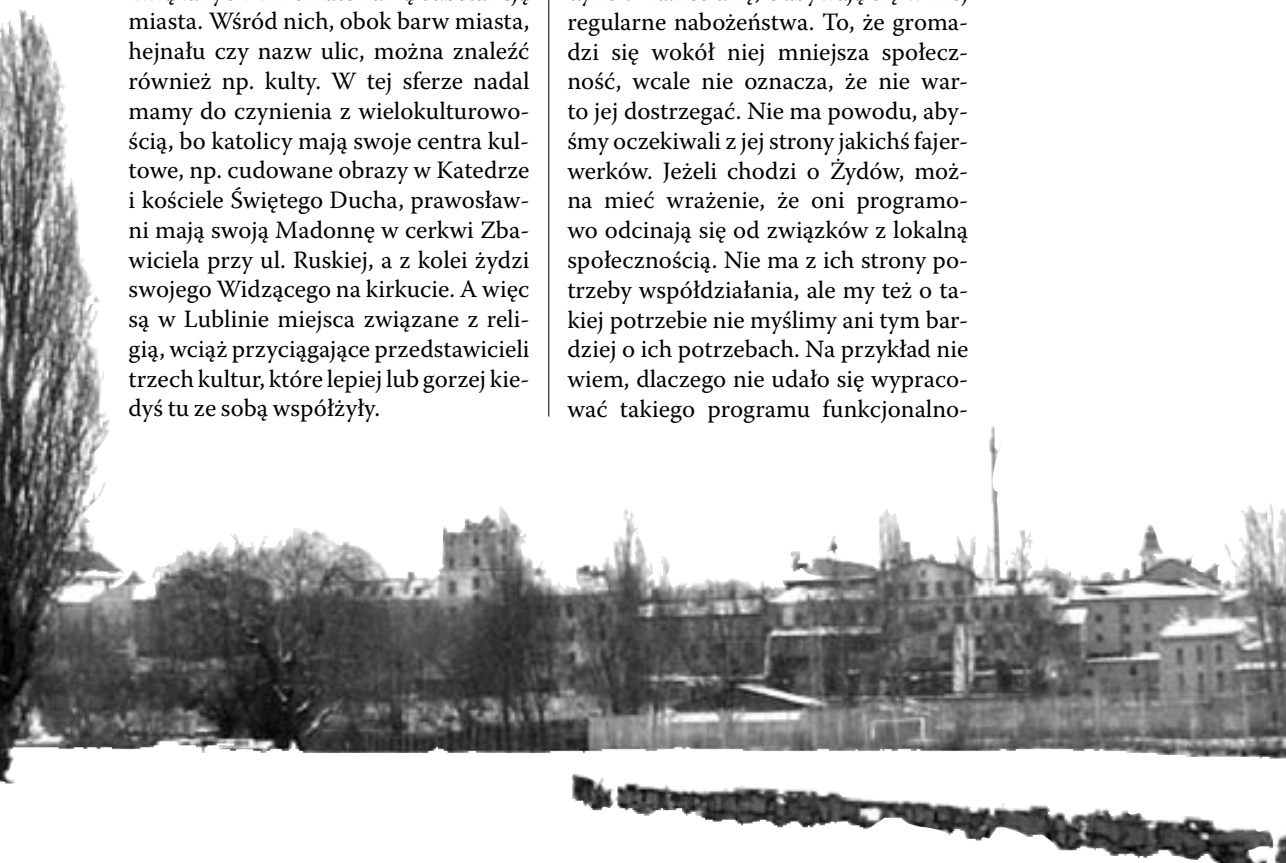 miasta. Wśród nich, obok barw miasta,
hejnału czy nazw ulic, można znaleźć
również np. kulty. W tej sferze nadal
mamy do czynienia z wielokulturowo-
ścią, bo katolicy mają swoje centra kul-
towe, np. cudowane obrazy w Katedrze
i kościele Świętego Ducha, prawosław-
ni mają swoją Madonnę w cerkwi Zba-
wiciela przy ul. Ruskiej, a z kolei żydzi
swojego Widzącego na kirkucie. A więc
są w Lublinie miejsca związane z reli-
gią, wciąż przyciągające przedstawicieli
trzech kultur, które lepiej lub gorzej kie-
dyś tu ze sobą współżyły.
regularne nabożeństwa. To, że groma-
dzi się wokół niej mniejsza społecz-
ność, wcale nie oznacza, że nie war-
to jej dostrzegać. Nie ma powodu, aby-
śmy oczekiwali z jej strony jakichś fajer-
werków. Jeżeli chodzi o Żydów, moż-
na mieć wrażenie, że oni programo-
wo odcinają się od związków z lokalną
społecznością. Nie ma z ich strony po-
trzeby współdziałania, ale my też o ta-
kiej potrzebie nie myślimy ani tym bar-
dziej o ich potrzebach. Na przykład nie
wiem, dlaczego nie udało się wypraco-
wać takiego programu funkcjonalno-